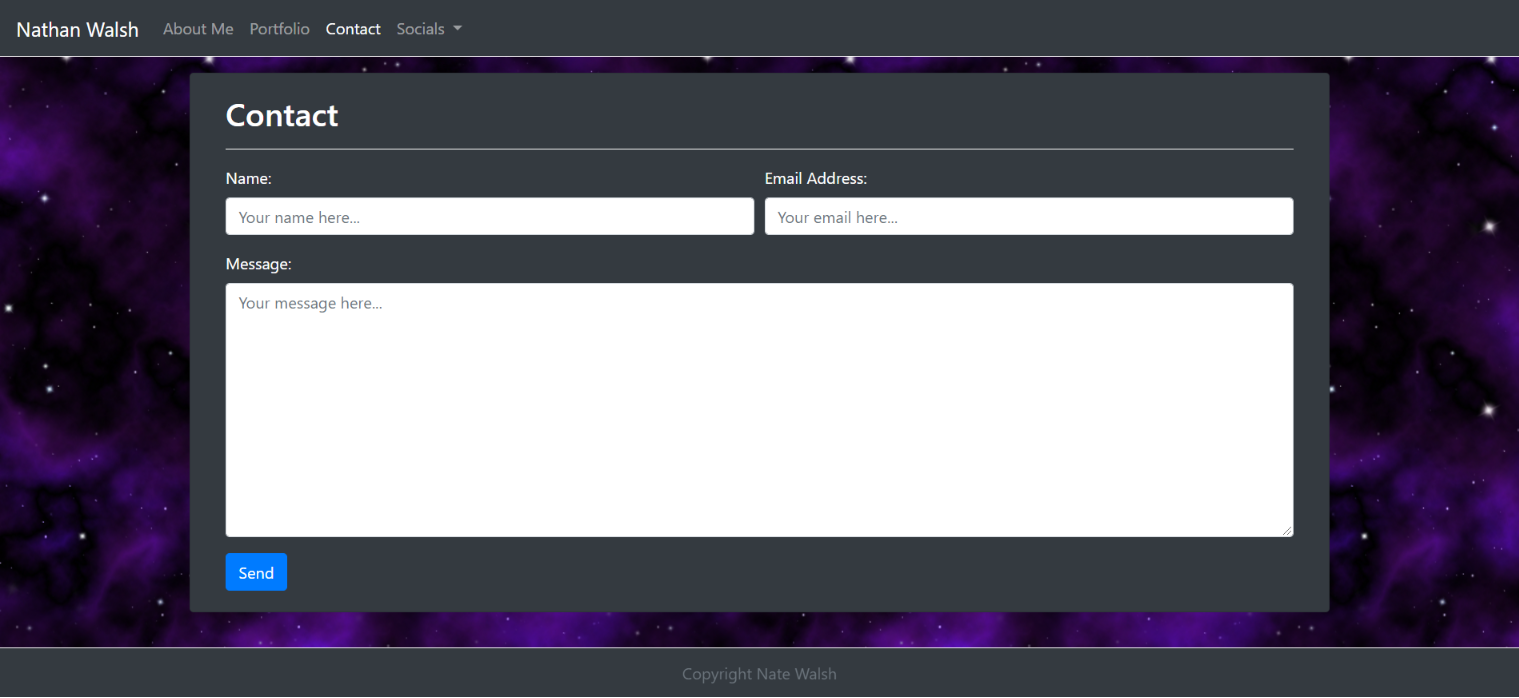 Nathan Walsh About Me Portfolio Contact Socials
Contact
Name: Email Address:
Your name here... Your email here...
Message:
Your message here...
Send
Copyright Nate Walsh